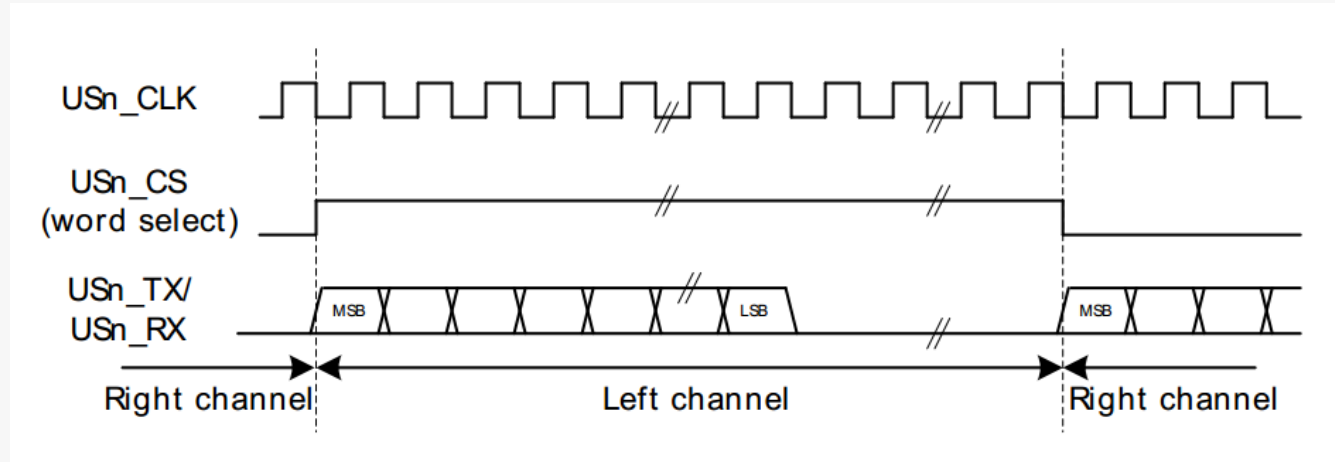 USn_CLK
USn_CS
(word select)
USn_TX/
USn_RX
MSB
LSB
MSB
Right channel
Left channel
Right channel